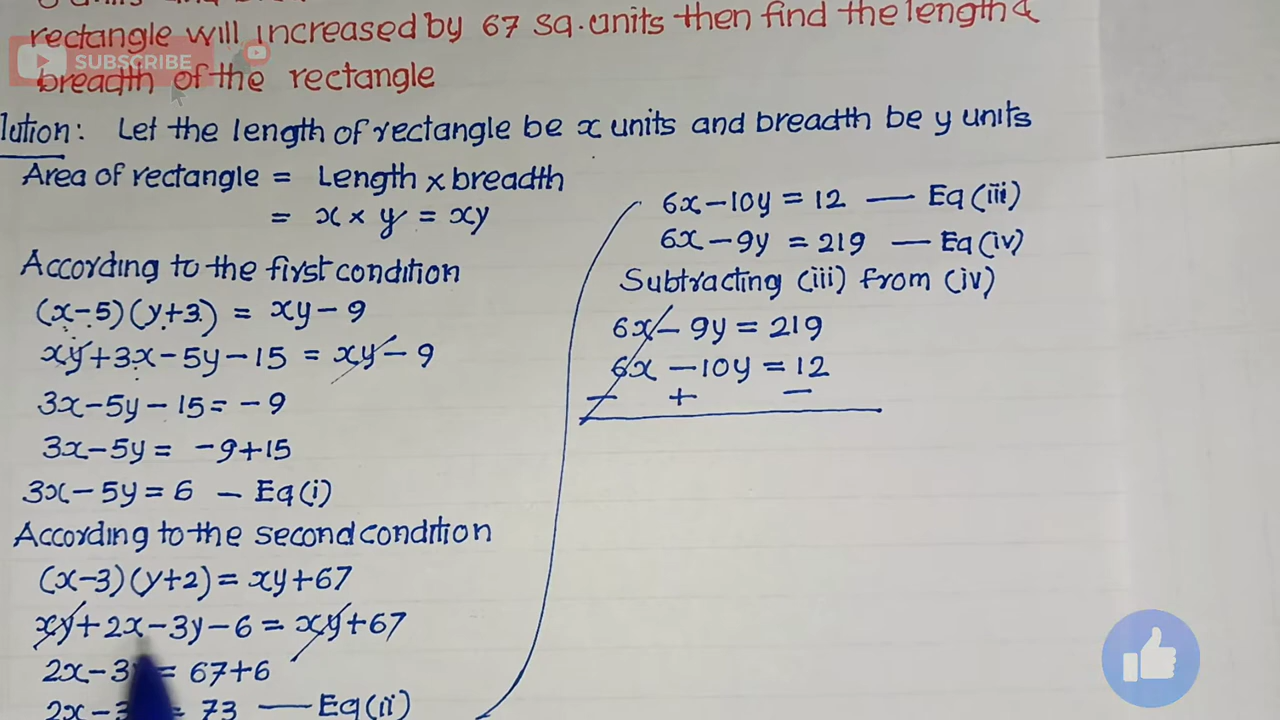 rectangle will increased by 67 sq.units then find the length &
SUBSCRIBE
breadth of the rectangle
lution: Let the length of rectangle be x units and breadth be y units
Area of rectangle = Length × breadth
= x × y = xy
According to the first condition
(x-5)(y+3) = xy-9
xy+3x-5y-15 = xy-9
3x-5y-15 = -9
3x-5y = -9+15
3x-5y = 6 — Eq(i)
According to the second condition
(x-3)(y+2) = xy+67
xy+2x-3y-6 = xy+67
2x-3 = 67+6
2x-3 = 73 — Eq(ii)
6x-10y = 12 — Eq(iii)
6x-9y = 219 — Eq(iv)
Subtracting (iii) from (iv)
6x-9y = 219
6x-10y = 12
- + -